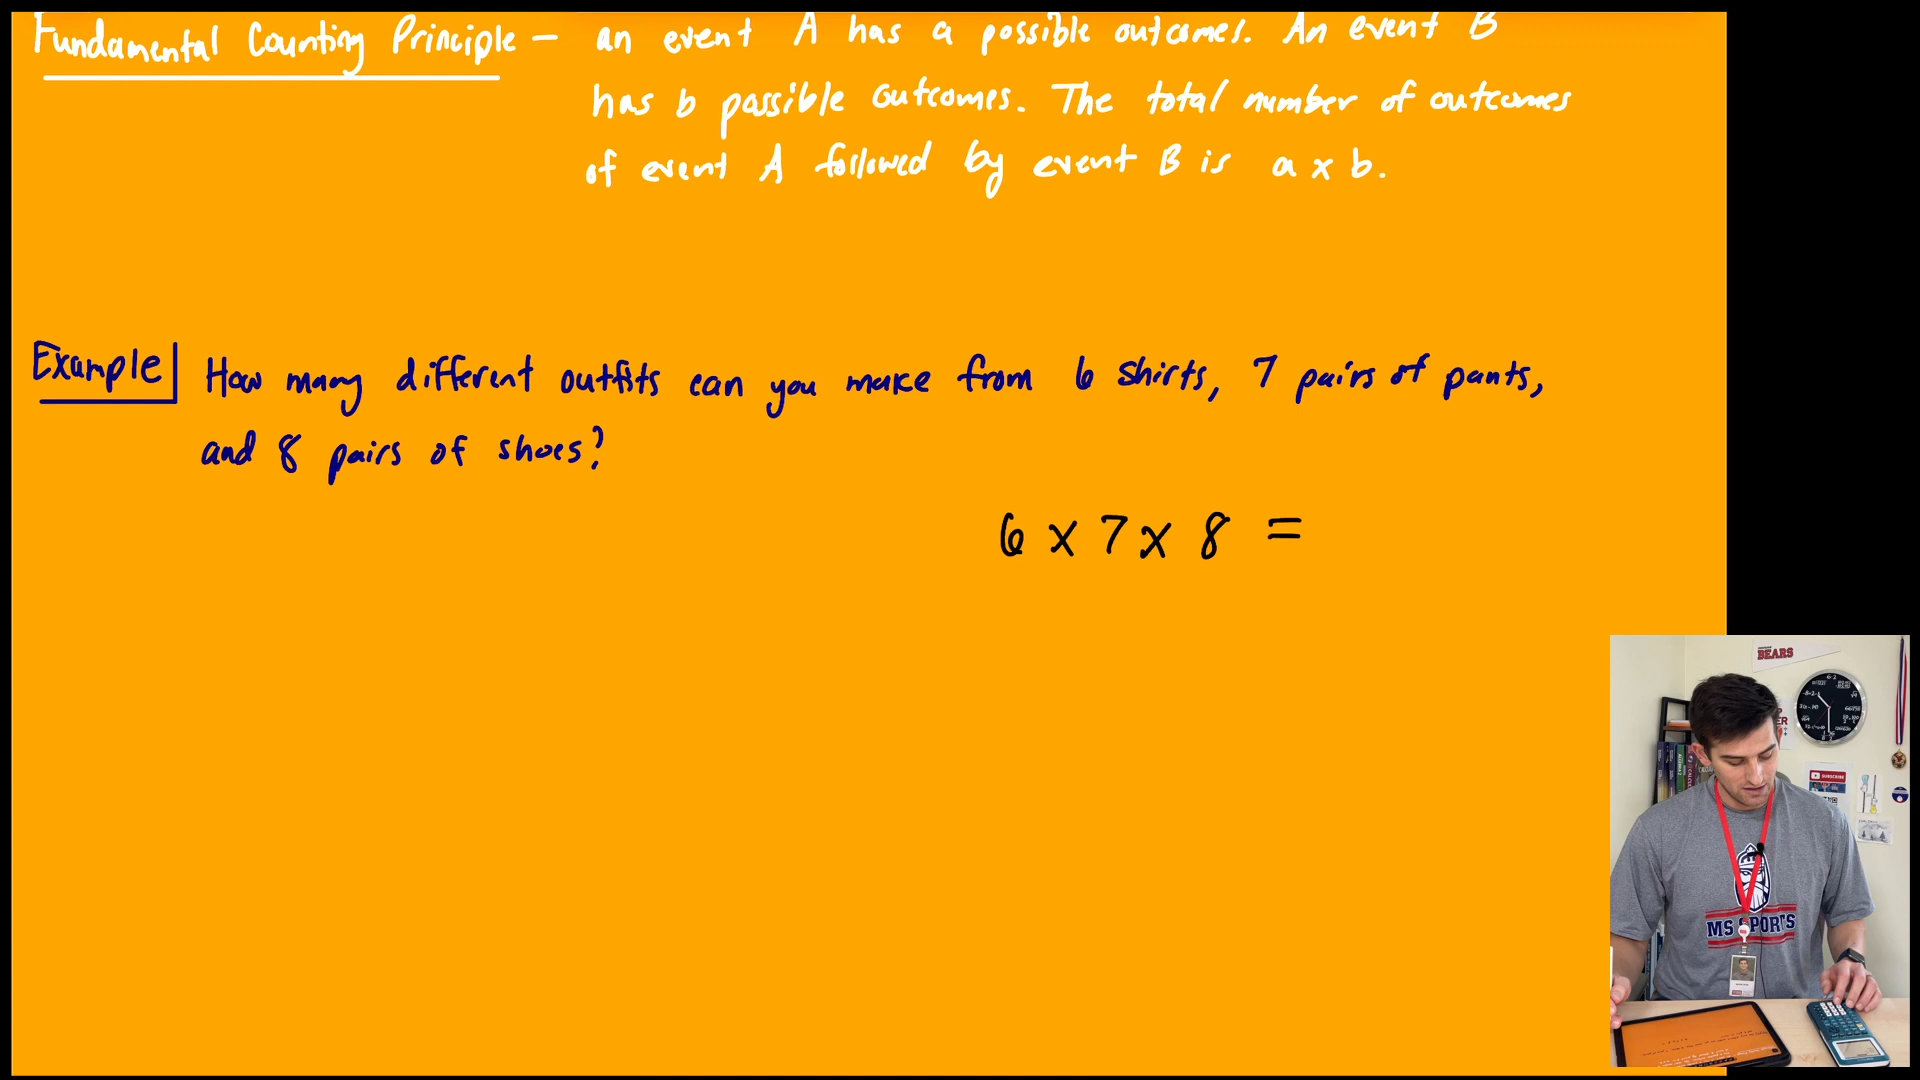 Fundamental Counting Principle – an event A has a possible outcomes. An event B
has b possible outcomes. The total number of outcomes
of event A followed by event B is a x b.
Example How many different outfits can you make from 6 shirts, 7 pairs of pants,
and 8 pairs of shoes?
6 x 7 x 8 =
BEARS
SUBSCRIBE
MS SPORTS